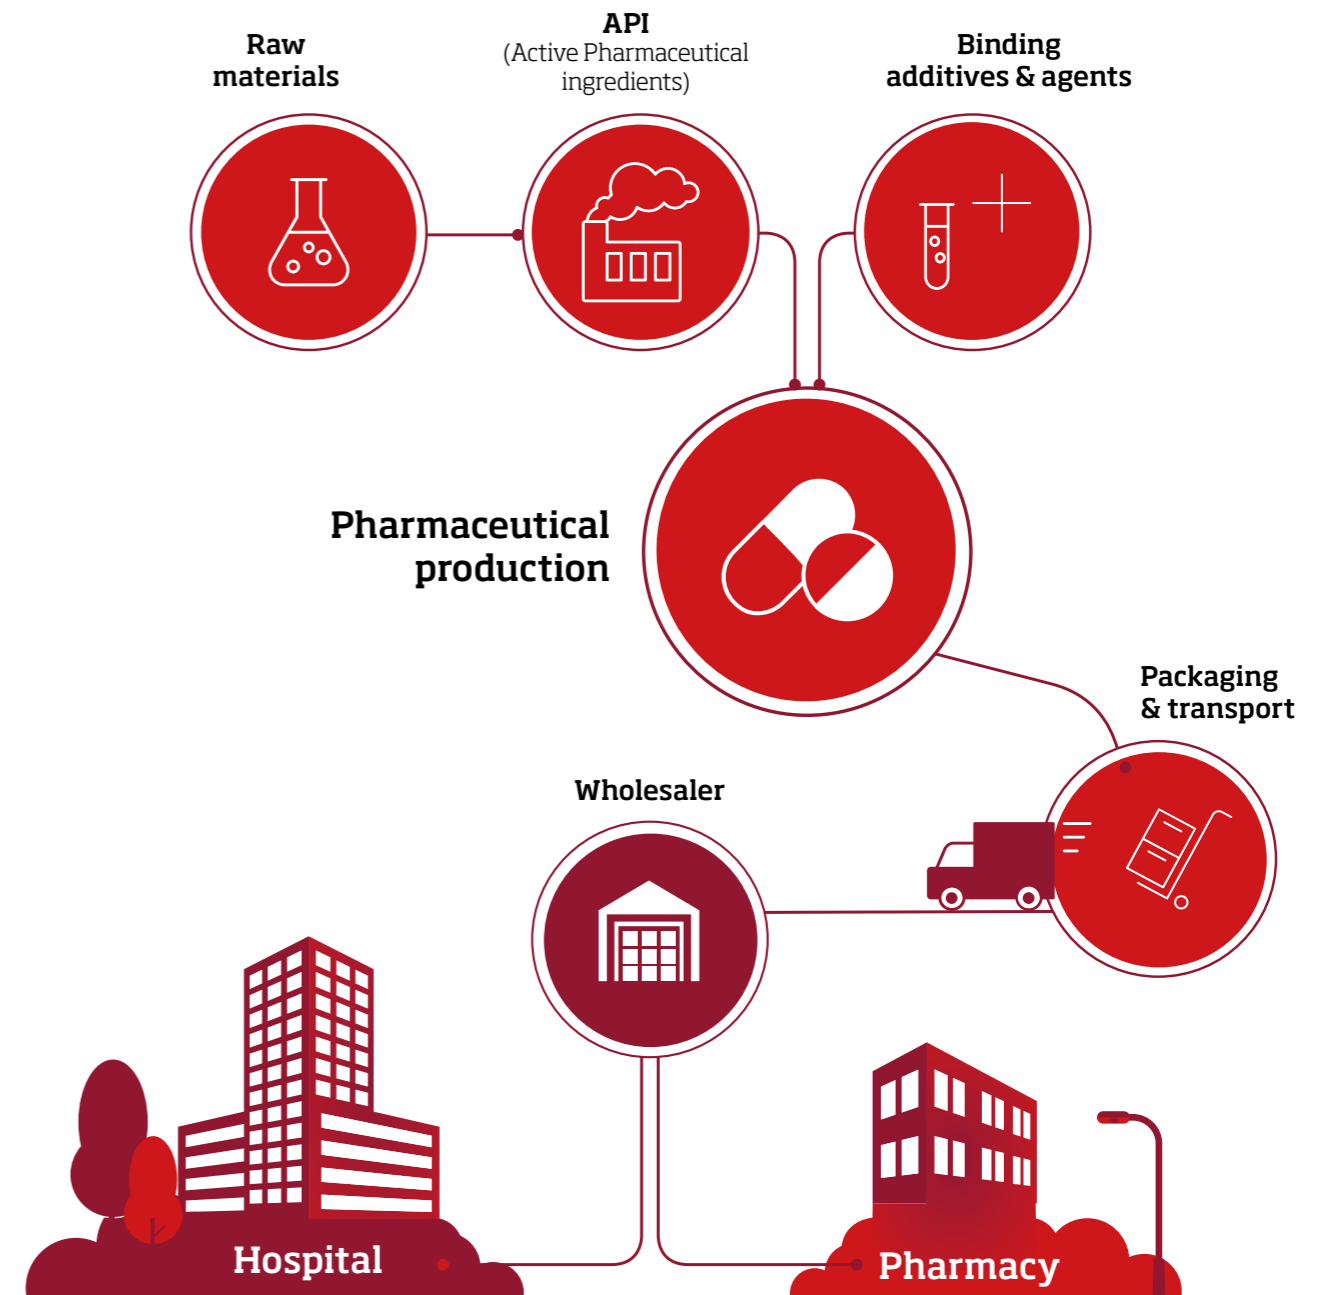 Raw
materials
API
(Active Pharmaceutical
ingredients)
Binding
additives & agents
Pharmaceutical
production
Packaging
& transport
Wholesaler
Hospital
Pharmacy